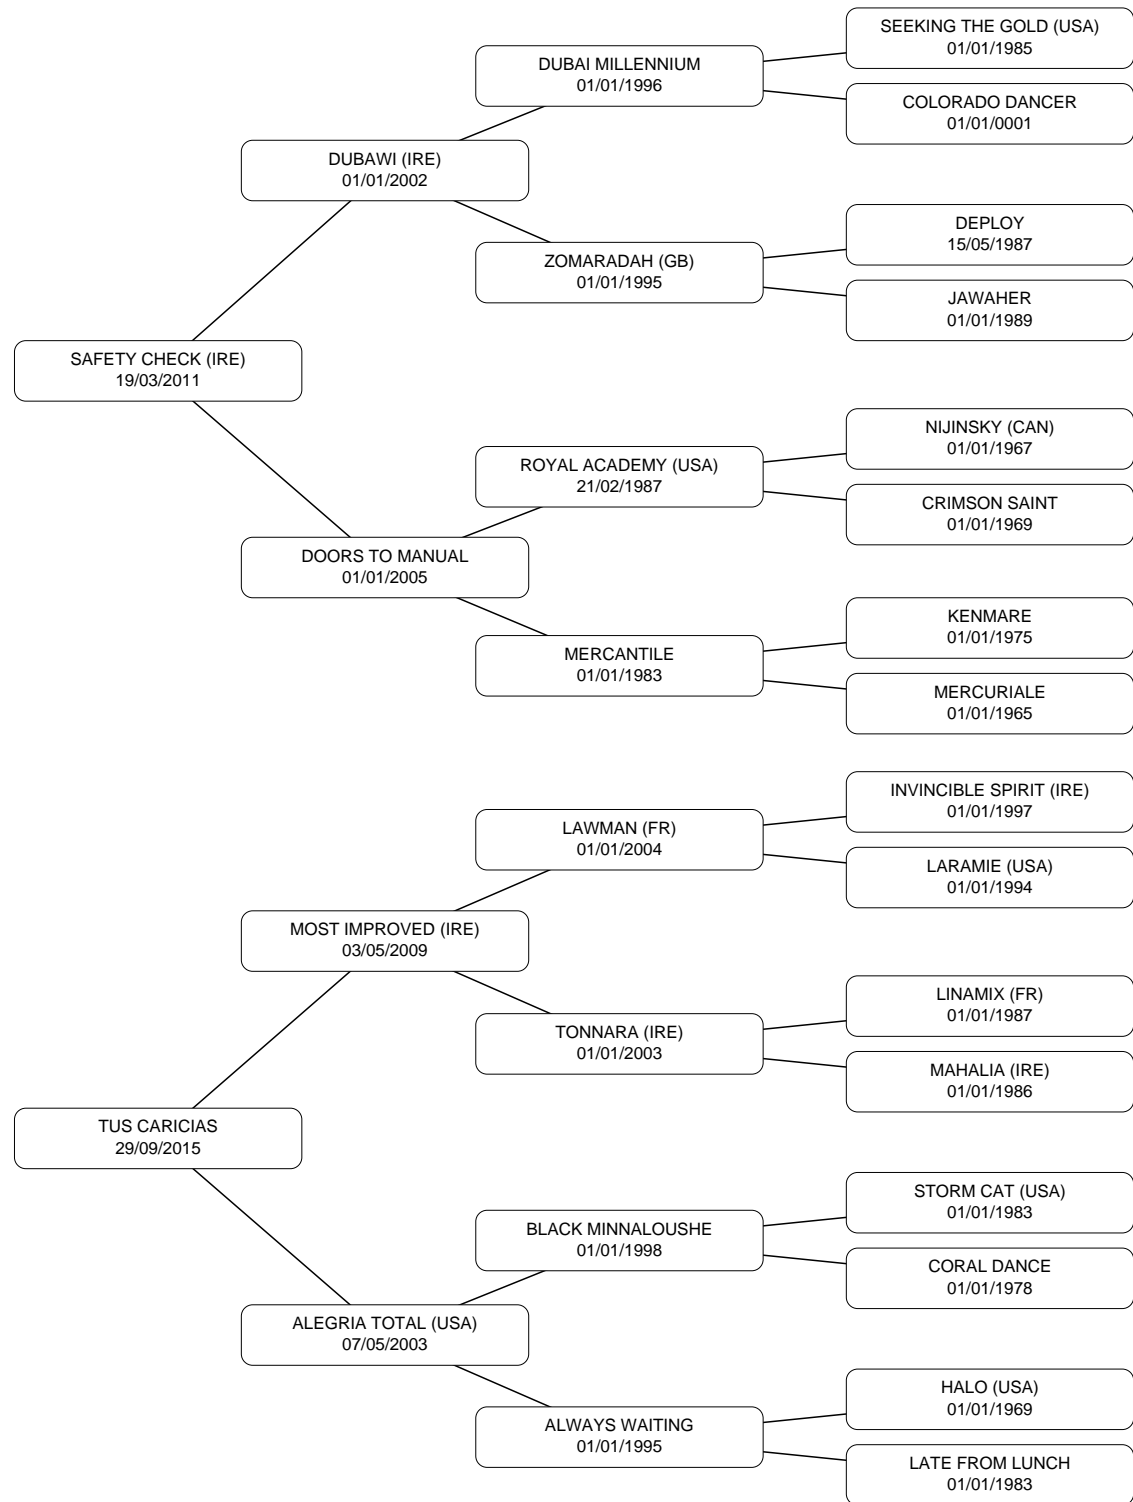 SEEKING THE GOLD (USA)
01/01/1985
DUBAI MILLENNIUM
01/01/1996
COLORADO DANCER
01/01/0001
DUBAWI (IRE)
01/01/2002
DEPLOY
15/05/1987
ZOMARADAH (GB)
01/01/1995
JAWAHER
01/01/1989
SAFETY CHECK (IRE)
19/03/2011
NIJINSKY (CAN)
01/01/1967
ROYAL ACADEMY (USA)
21/02/1987
CRIMSON SAINT
01/01/1969
DOORS TO MANUAL
01/01/2005
KENMARE
01/01/1975
MERCANTILE
01/01/1983
MERCURIALE
01/01/1965
INVINCIBLE SPIRIT (IRE)
01/01/1997
LAWMAN (FR)
01/01/2004
LARAMIE (USA)
01/01/1994
MOST IMPROVED (IRE)
03/05/2009
LINAMIX (FR)
01/01/1987
TONNARA (IRE)
01/01/2003
MAHALIA (IRE)
01/01/1986
TUS CARICIAS
29/09/2015
STORM CAT (USA)
01/01/1983
BLACK MINNALOUSHE
01/01/1998
CORAL DANCE
01/01/1978
ALEGRIA TOTAL (USA)
07/05/2003
HALO (USA)
01/01/1969
ALWAYS WAITING
01/01/1995
LATE FROM LUNCH
01/01/1983